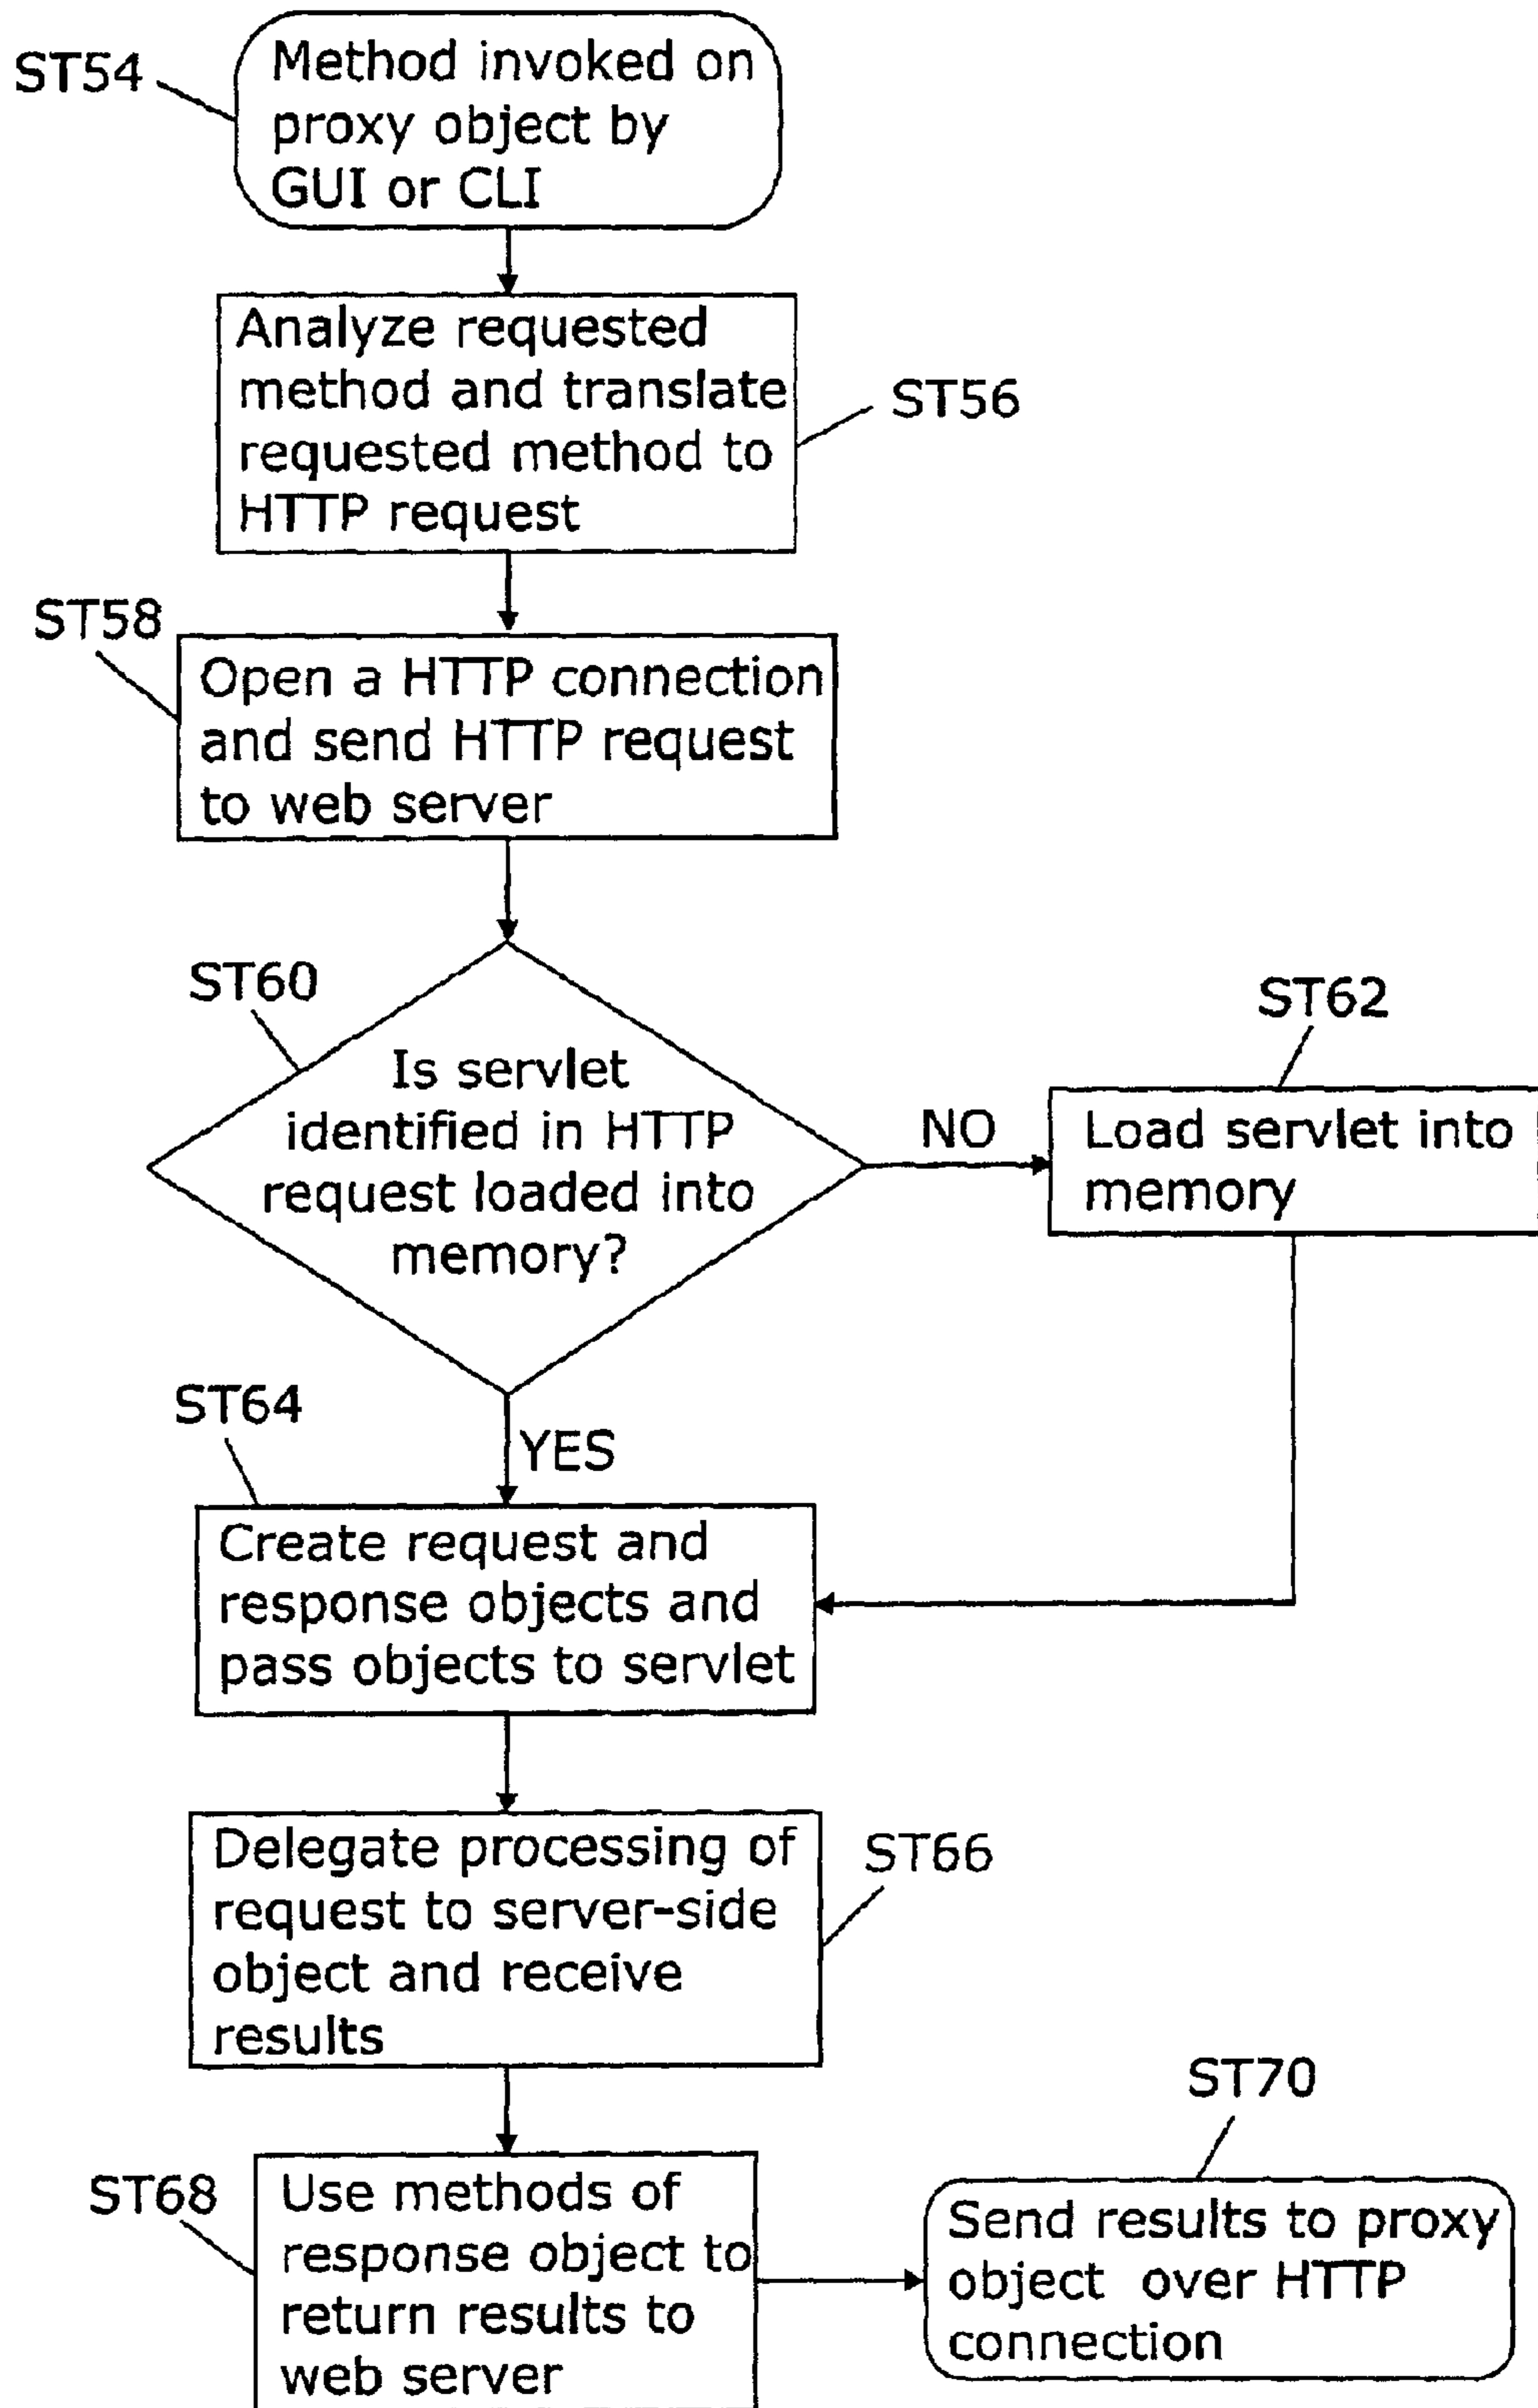 ST54
Method invoked on
proxy object by
GUI or CLI
Analyze requested
method and translate
requested method to
HTTP request
ST56
ST58
Open a HTTP connection
and send HTTP request
to web server
ST60
Is servlet
identified in HTTP
request loaded into
memory?
NO
ST62
Load servlet into
memory
YES
ST64
Create request and
response objects and
pass objects to servlet
Delegate processing of
request to server-side
object and receive
results
ST66
ST68
Use methods of
response object to
return results to
web server
ST70
Send results to proxy
object over HTTP
connection